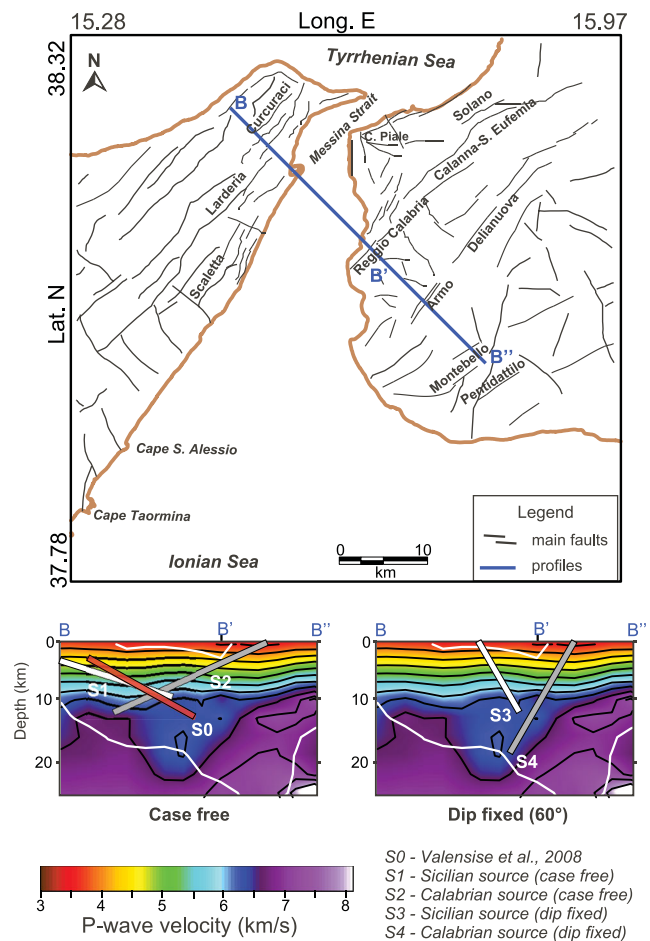 15.28 Long. E 15.97
38.32
N
Tyrrhenian Sea
B
Curcuraci
Messina Strait
C. Piale
Solano
Calanna-S. Eufemia
Larderia
Reggio Calabria
Delianuova
Scaletta
B'
Armo
Lat. N
B''
Montebello
Pentidattilo
Cape S. Alessio
Cape Taormina
Ionian Sea
37.78
0 10
km
Legend
main faults
profiles
B B' B''
B B' B''
Depth (km)
0
10
20
S1
S2
S0
Case free
0
10
20
S3
S4
Dip fixed (60°)
3 4 5 6 7 8
P-wave velocity (km/s)
S0 - Valensise et al., 2008
S1 - Sicilian source (case free)
S2 - Calabrian source (case free)
S3 - Sicilian source (dip fixed)
S4 - Calabrian source (dip fixed)